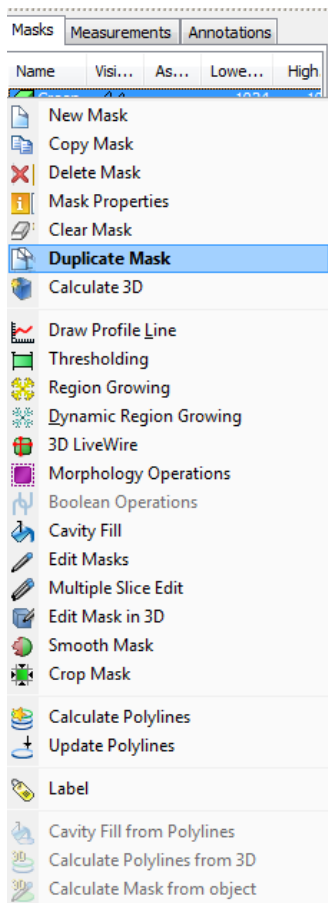 Masks Measurements Annotations
Name Visi... As... Lowe... High
Green 1024
New Mask
Copy Mask
Delete Mask
Mask Properties
Clear Mask
Duplicate Mask
Calculate 3D
Draw Profile Line
Thresholding
Region Growing
Dynamic Region Growing
3D LiveWire
Morphology Operations
Boolean Operations
Cavity Fill
Edit Masks
Multiple Slice Edit
Edit Mask in 3D
Smooth Mask
Crop Mask
Calculate Polylines
Update Polylines
Label
Cavity Fill from Polylines
Calculate Polylines from 3D
Calculate Mask from object